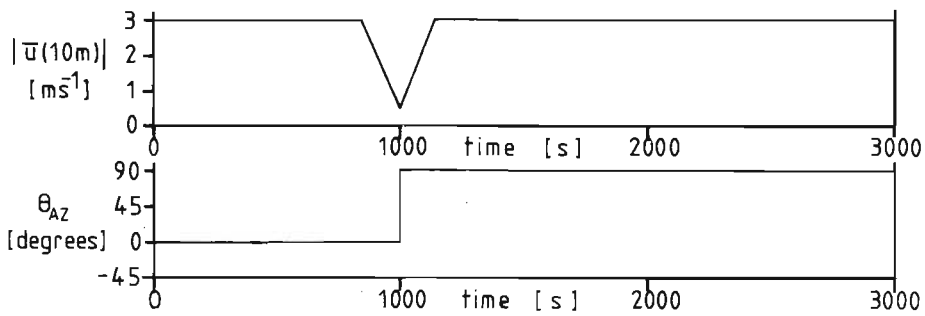 3
|u̅(10m)|
2
[ms⁻¹]
1
0
0 1000 time [s] 2000 3000
90
θAZ
45
[degrees]
0
-45
0 1000 time [s] 2000 3000